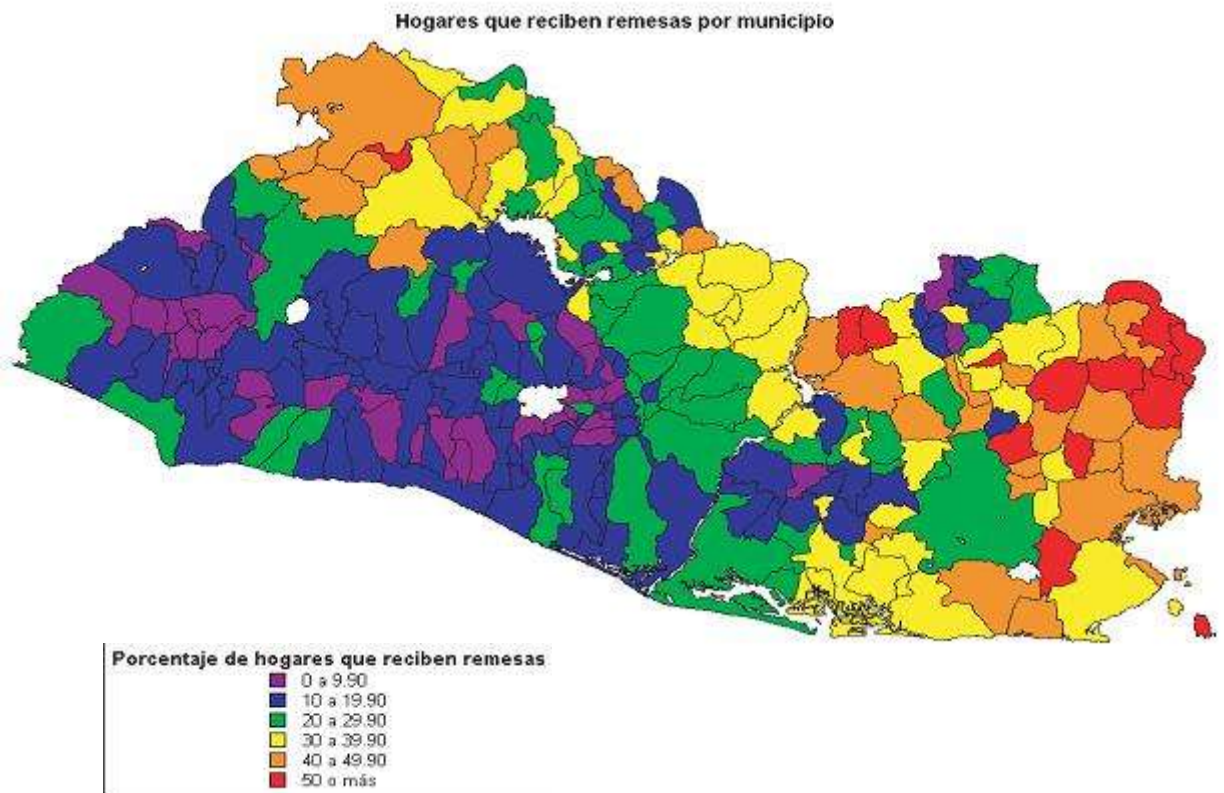 Hogares que reciben remesas por municipio
Porcentaje de hogares que reciben remesas
0 a 9.90
10 a 19.90
20 a 29.90
30 a 39.90
40 a 49.90
50 o más